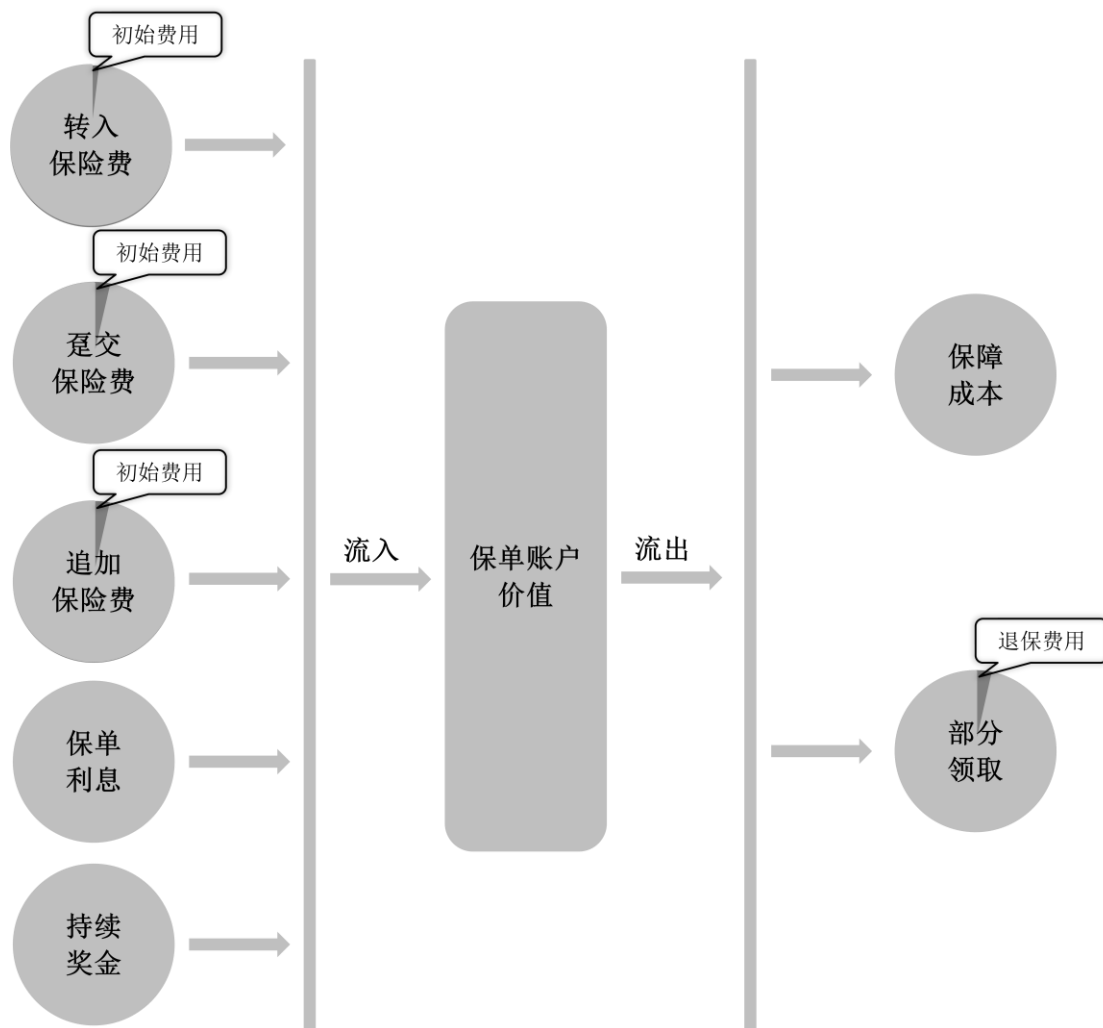 初始费用
转入
保险费
初始费用
趸交
保险费
初始费用
追加
保险费
保单
利息
持续
奖金
流入
保单账户
价值
流出
保障
成本
退保费用
部分
领取